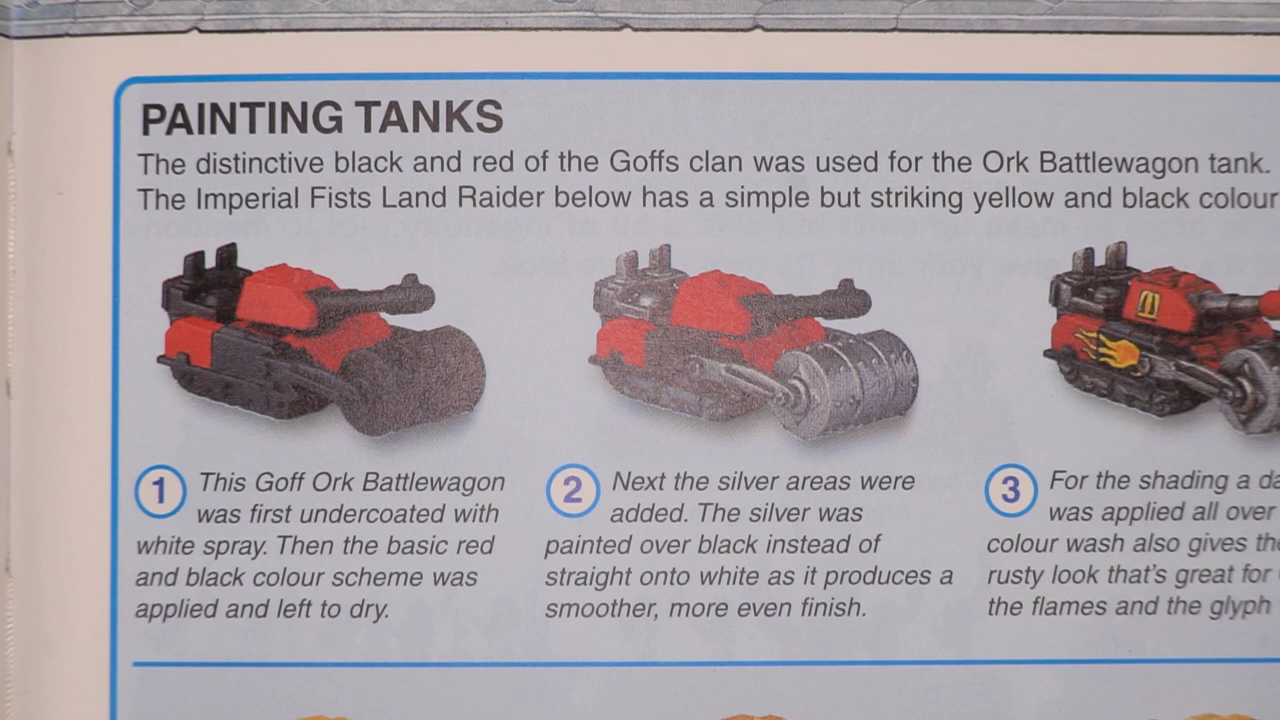 PAINTING TANKS
The distinctive black and red of the Goffs clan was used for the Ork Battlewagon tank.
The Imperial Fists Land Raider below has a simple but striking yellow and black colour
1 This Goff Ork Battlewagon
was first undercoated with
white spray. Then the basic red
and black colour scheme was
applied and left to dry.
2 Next the silver areas were
added. The silver was
painted over black instead of
straight onto white as it produces a
smoother, more even finish.
3 For the shading a
was applied all over
colour wash also gives
rusty look that's great for
the flames and the glyph